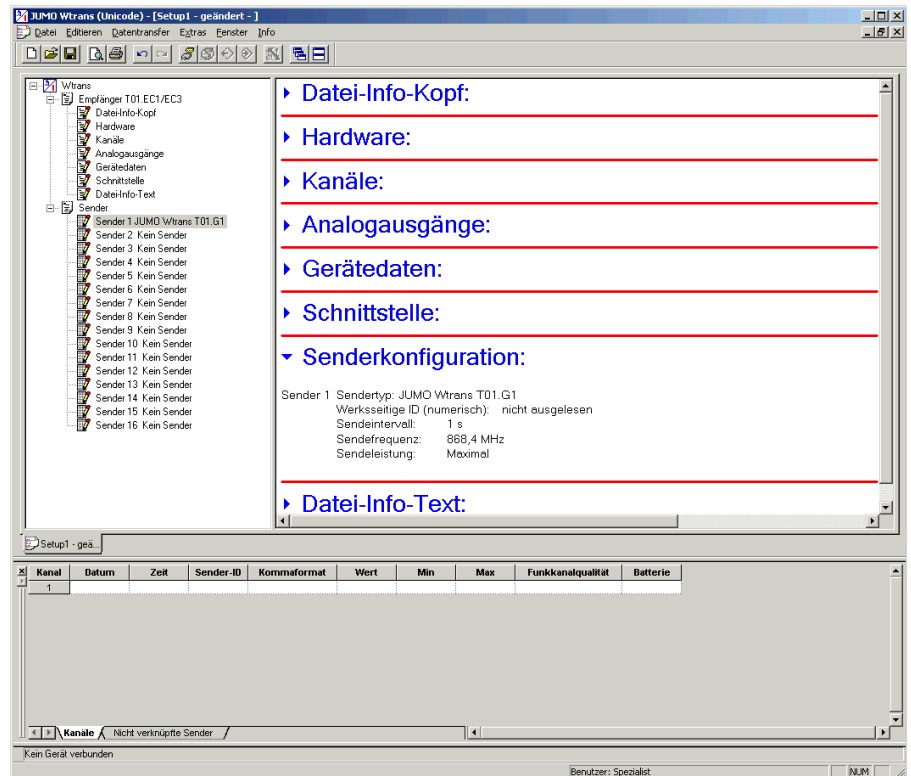 JUMO Wtrans (Unicode) - [Setup1 - geändert - ]
Datei Editieren Datentransfer Extras Fenster Info
Wtrans
Empfänger T01.EC1/EC3
Datei-Info-Kopf
Hardware
Kanäle
Analogausgänge
Gerätedaten
Schnittstelle
Datei-Info-Text
Sender
Sender 1 JUMO Wtrans T01.G1
Sender 2 Kein Sender
Sender 3 Kein Sender
Sender 4 Kein Sender
Sender 5 Kein Sender
Sender 6 Kein Sender
Sender 7 Kein Sender
Sender 8 Kein Sender
Sender 9 Kein Sender
Sender 10 Kein Sender
Sender 11 Kein Sender
Sender 12 Kein Sender
Sender 13 Kein Sender
Sender 14 Kein Sender
Sender 15 Kein Sender
Sender 16 Kein Sender
Datei-Info-Kopf:
Hardware:
Kanäle:
Analogausgänge:
Gerätedaten:
Schnittstelle:
Senderkonfiguration:
Sender 1 Sendertyp: JUMO Wtrans T01.G1
Werksseitige ID (numerisch): nicht ausgelesen
Sendeintervall: 1 s
Sendefrequenz: 868,4 MHz
Sendeleistung: Maximal
Datei-Info-Text:
Setup1 - geä...
Kanal Datum Zeit Sender-ID Kommaformat Wert Min Max Funkkanalqualität Batterie
1
Kanäle Nicht verknüpfte Sender
Kein Gerät verbunden
Benutzer: Spezialist NUM